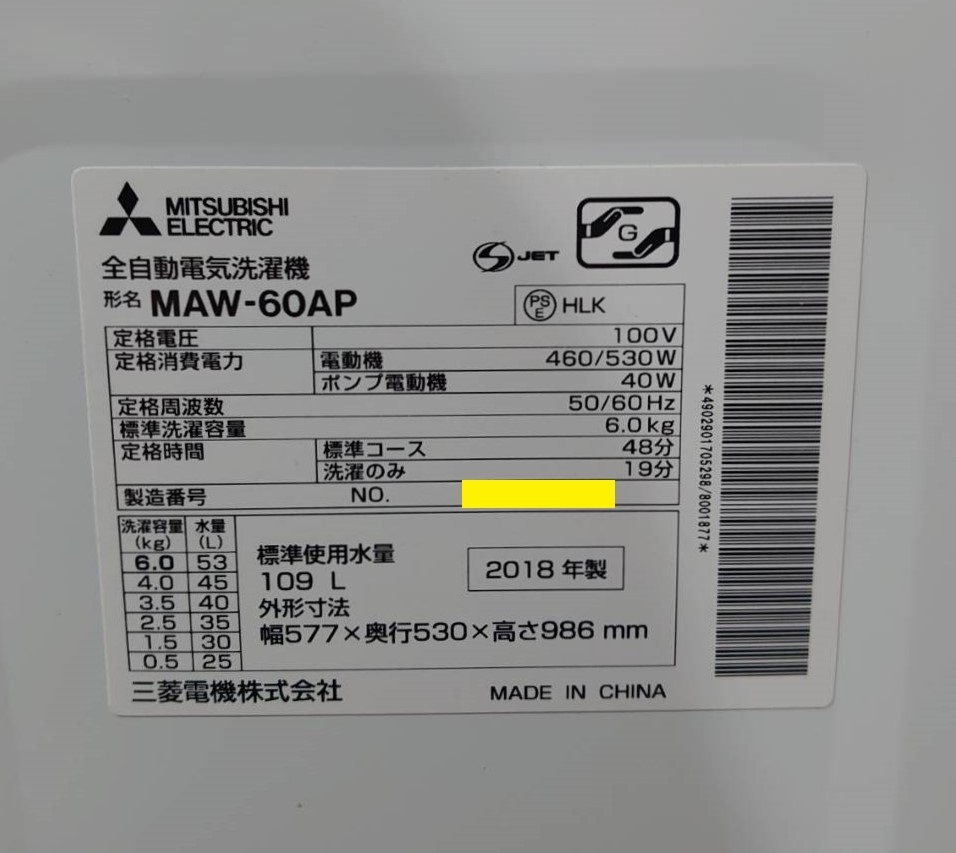 MITSUBISHI
ELECTRIC
JET
G
全自動電気洗濯機
形名 MAW-60AP
PSE HLK
定格電圧 100V
定格消費電力 電動機 460/530W
ポンプ電動機 40W
定格周波数 50/60Hz
標準洗濯容量 6.0kg
定格時間 標準コース 48分
洗濯のみ 19分
製造番号 NO.
洗濯容量(kg) 水量(L)
6.0 53
4.0 45
3.5 40
2.5 35
1.5 30
0.5 25
標準使用水量
109 L
2018年製
外形寸法
幅577×奥行530×高さ986 mm
三菱電機株式会社
MADE IN CHINA
*4902901705298/8001877*